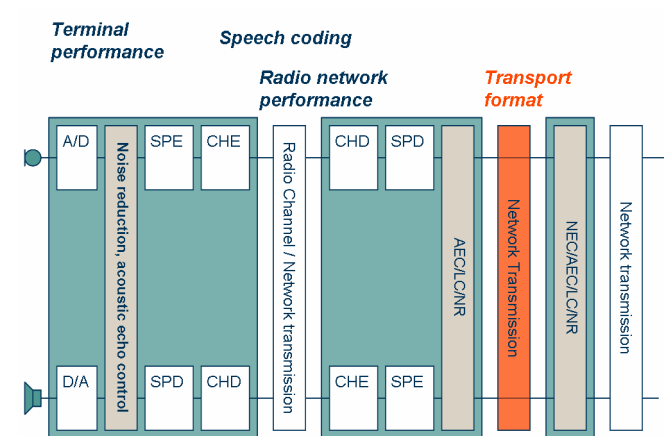 Terminal
performance
Speech coding
Radio network
performance
Transport
format
A/D
Noise reduction, acoustic echo control
SPE
CHE
Radio Channel / Network transmission
CHD
SPD
AEC/LC/NR
Network Transmission
NEC/AEC/LC/NR
Network transmission
D/A
SPD
CHD
CHE
SPE